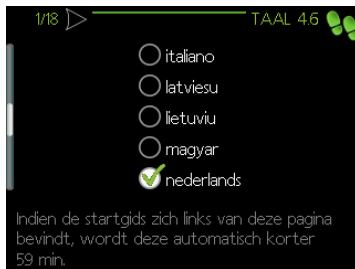 1/18 TAAL 4.6
italiano
latviesu
lietuviu
magyar
nederlands
Indien de startgids zich links van deze pagina
bevindt, wordt deze automatisch korter
59 min.